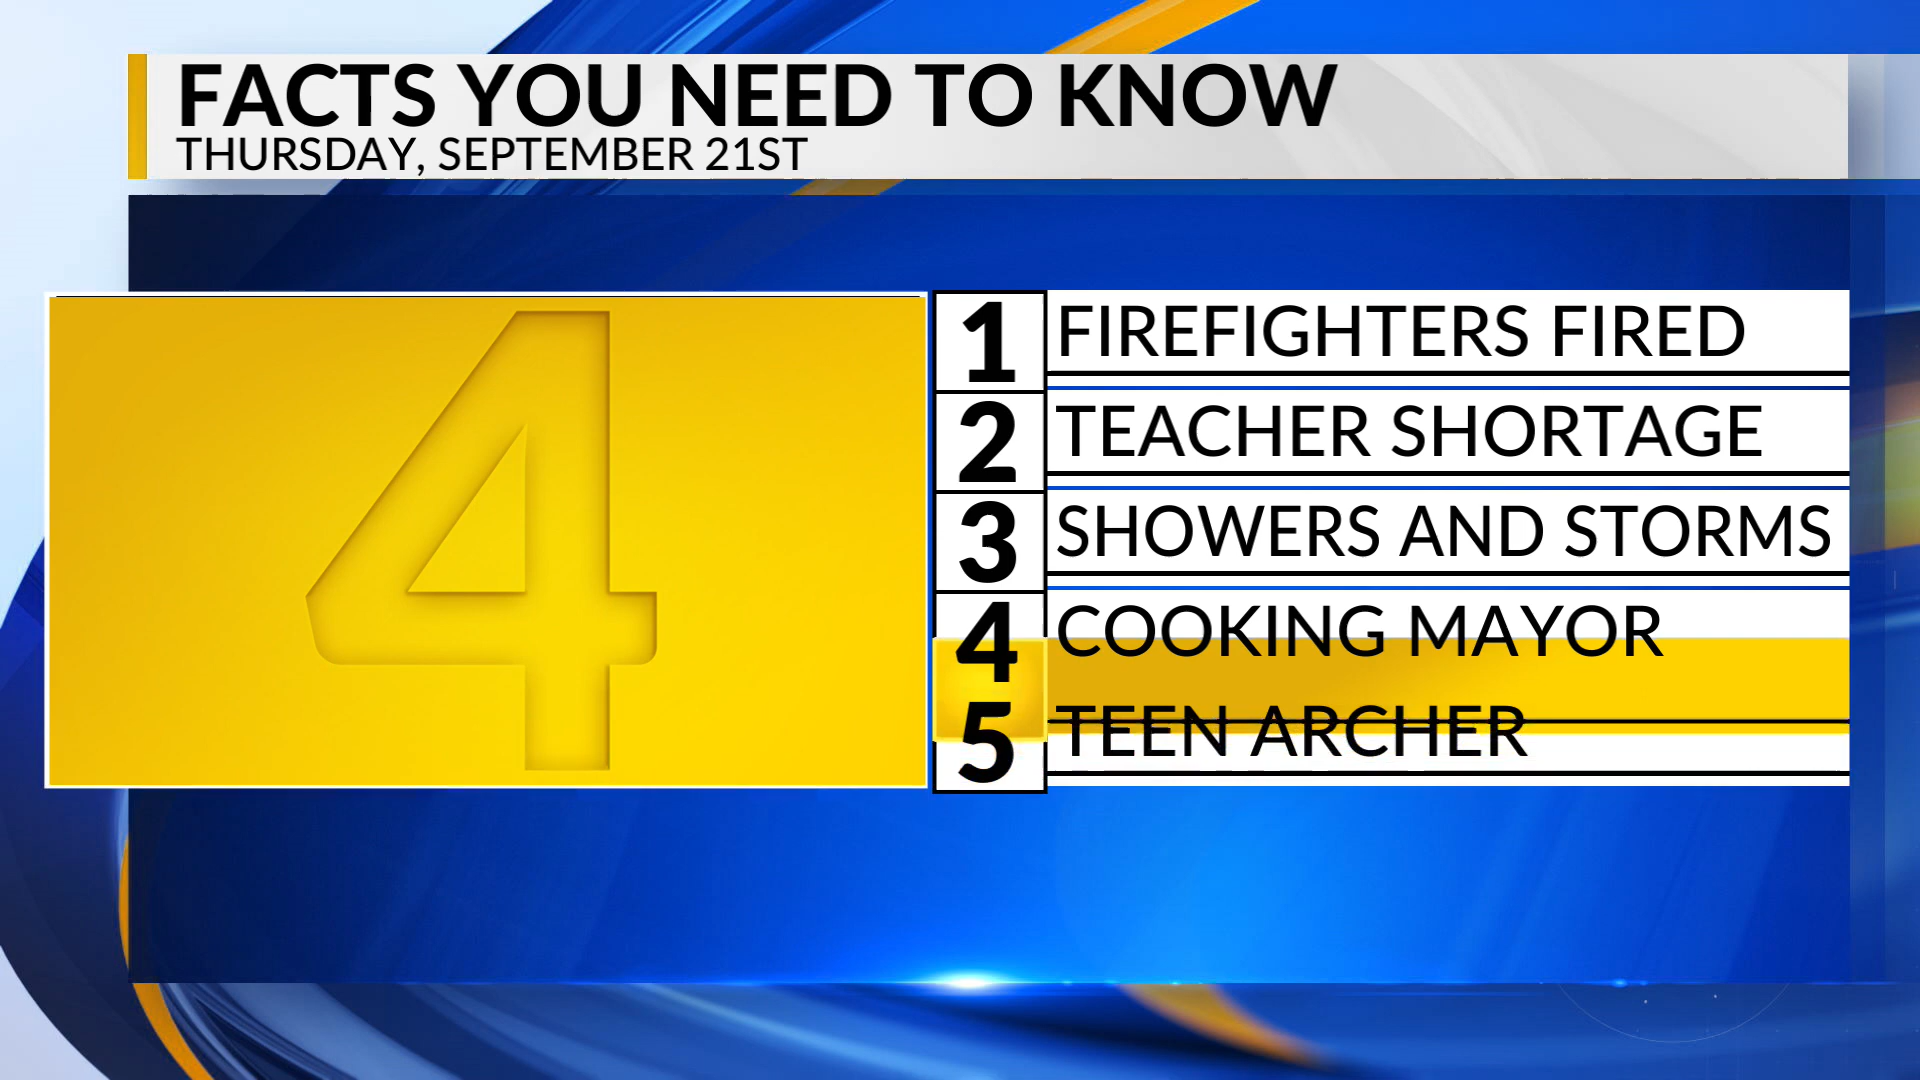 FACTS YOU NEED TO KNOW
THURSDAY, SEPTEMBER 21ST
4
1 FIREFIGHTERS FIRED
2 TEACHER SHORTAGE
3 SHOWERS AND STORMS
4 COOKING MAYOR
5 TEEN ARCHER